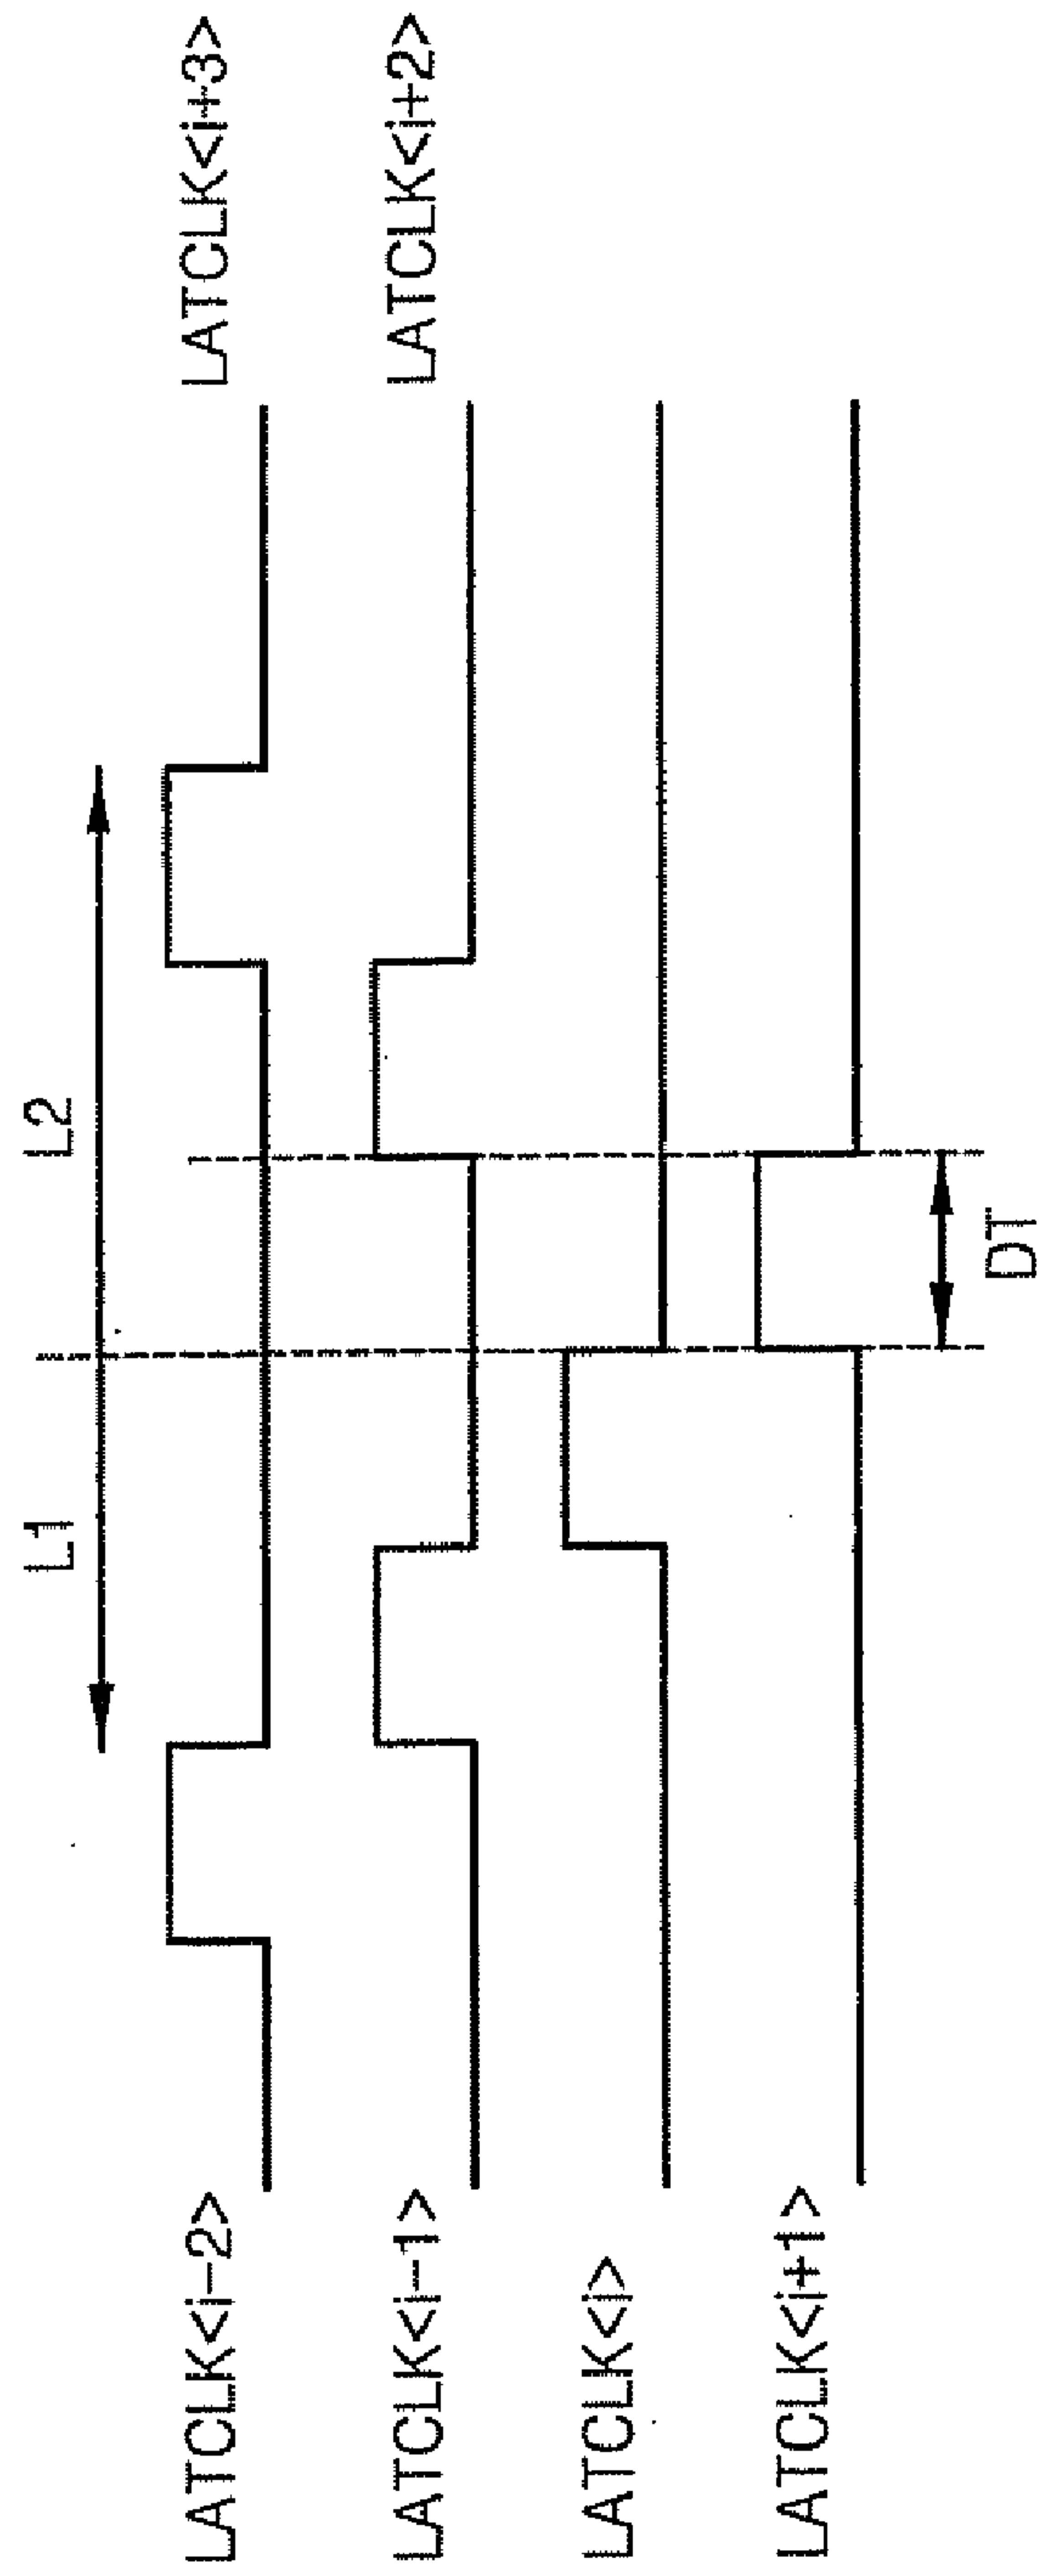 L1
L2
LATCLK<i-2>
LATCLK<i+3>
LATCLK<i-1>
LATCLK<i+2>
LATCLK<i>
LATCLK<i+1>
DT